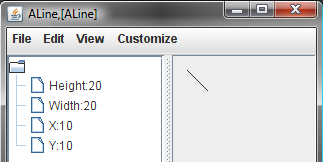 ALine,[ALine]
File Edit View Customize
Height:20
Width:20
X:10
Y:10